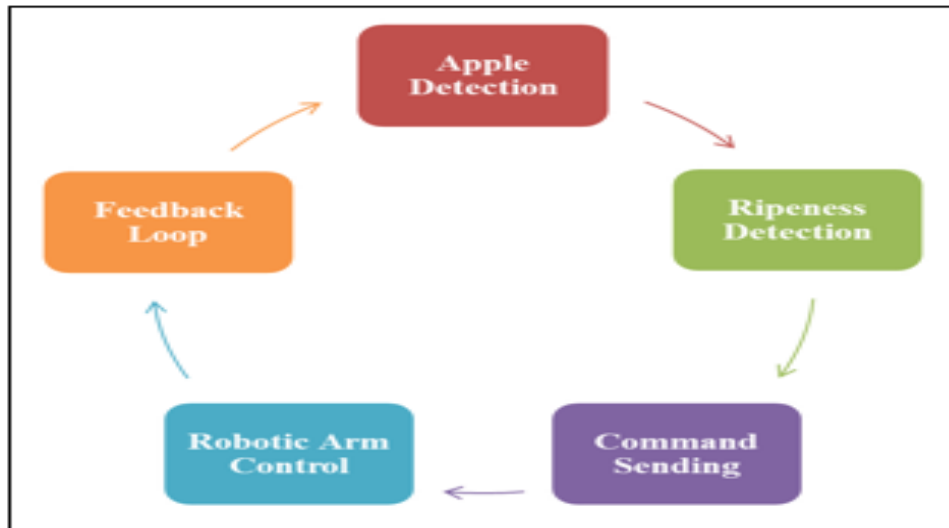 Apple
Detection
Ripeness
Detection
Command
Sending
Robotic Arm
Control
Feedback
Loop